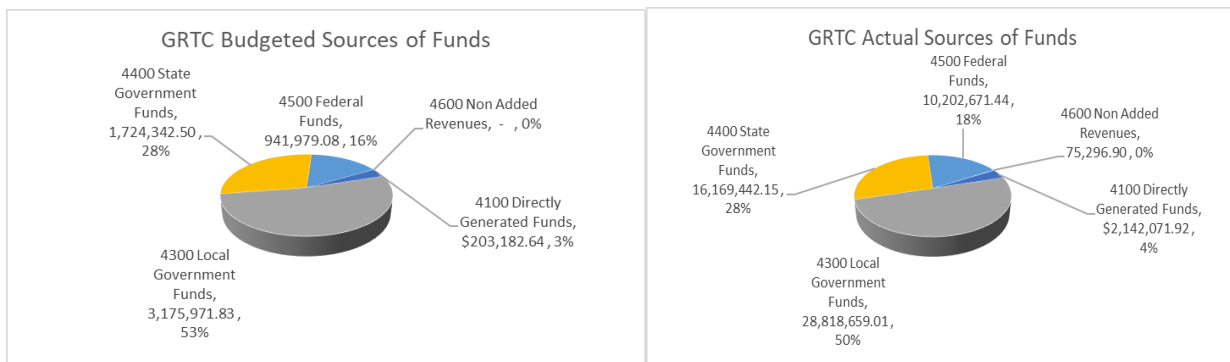 GRTC Budgeted Sources of Funds
4400 State
Government
Funds,
1,724,342.50 ,
28%
4500 Federal
Funds,
941,979.08 , 16%
4600 Non Added
Revenues, - , 0%
4100 Directly
Generated Funds,
$203,182.64 , 3%
4300 Local
Government
Funds,
3,175,971.83 ,
53%
GRTC Actual Sources of Funds
4500 Federal
Funds,
10,202,671.44 ,
18%
4600 Non Added
Revenues,
75,296.90 , 0%
4400 State
Government
Funds,
16,169,442.15 ,
28%
4100 Directly
Generated Funds,
$2,142,071.92 ,
4%
4300 Local
Government
Funds,
28,818,659.01 ,
50%